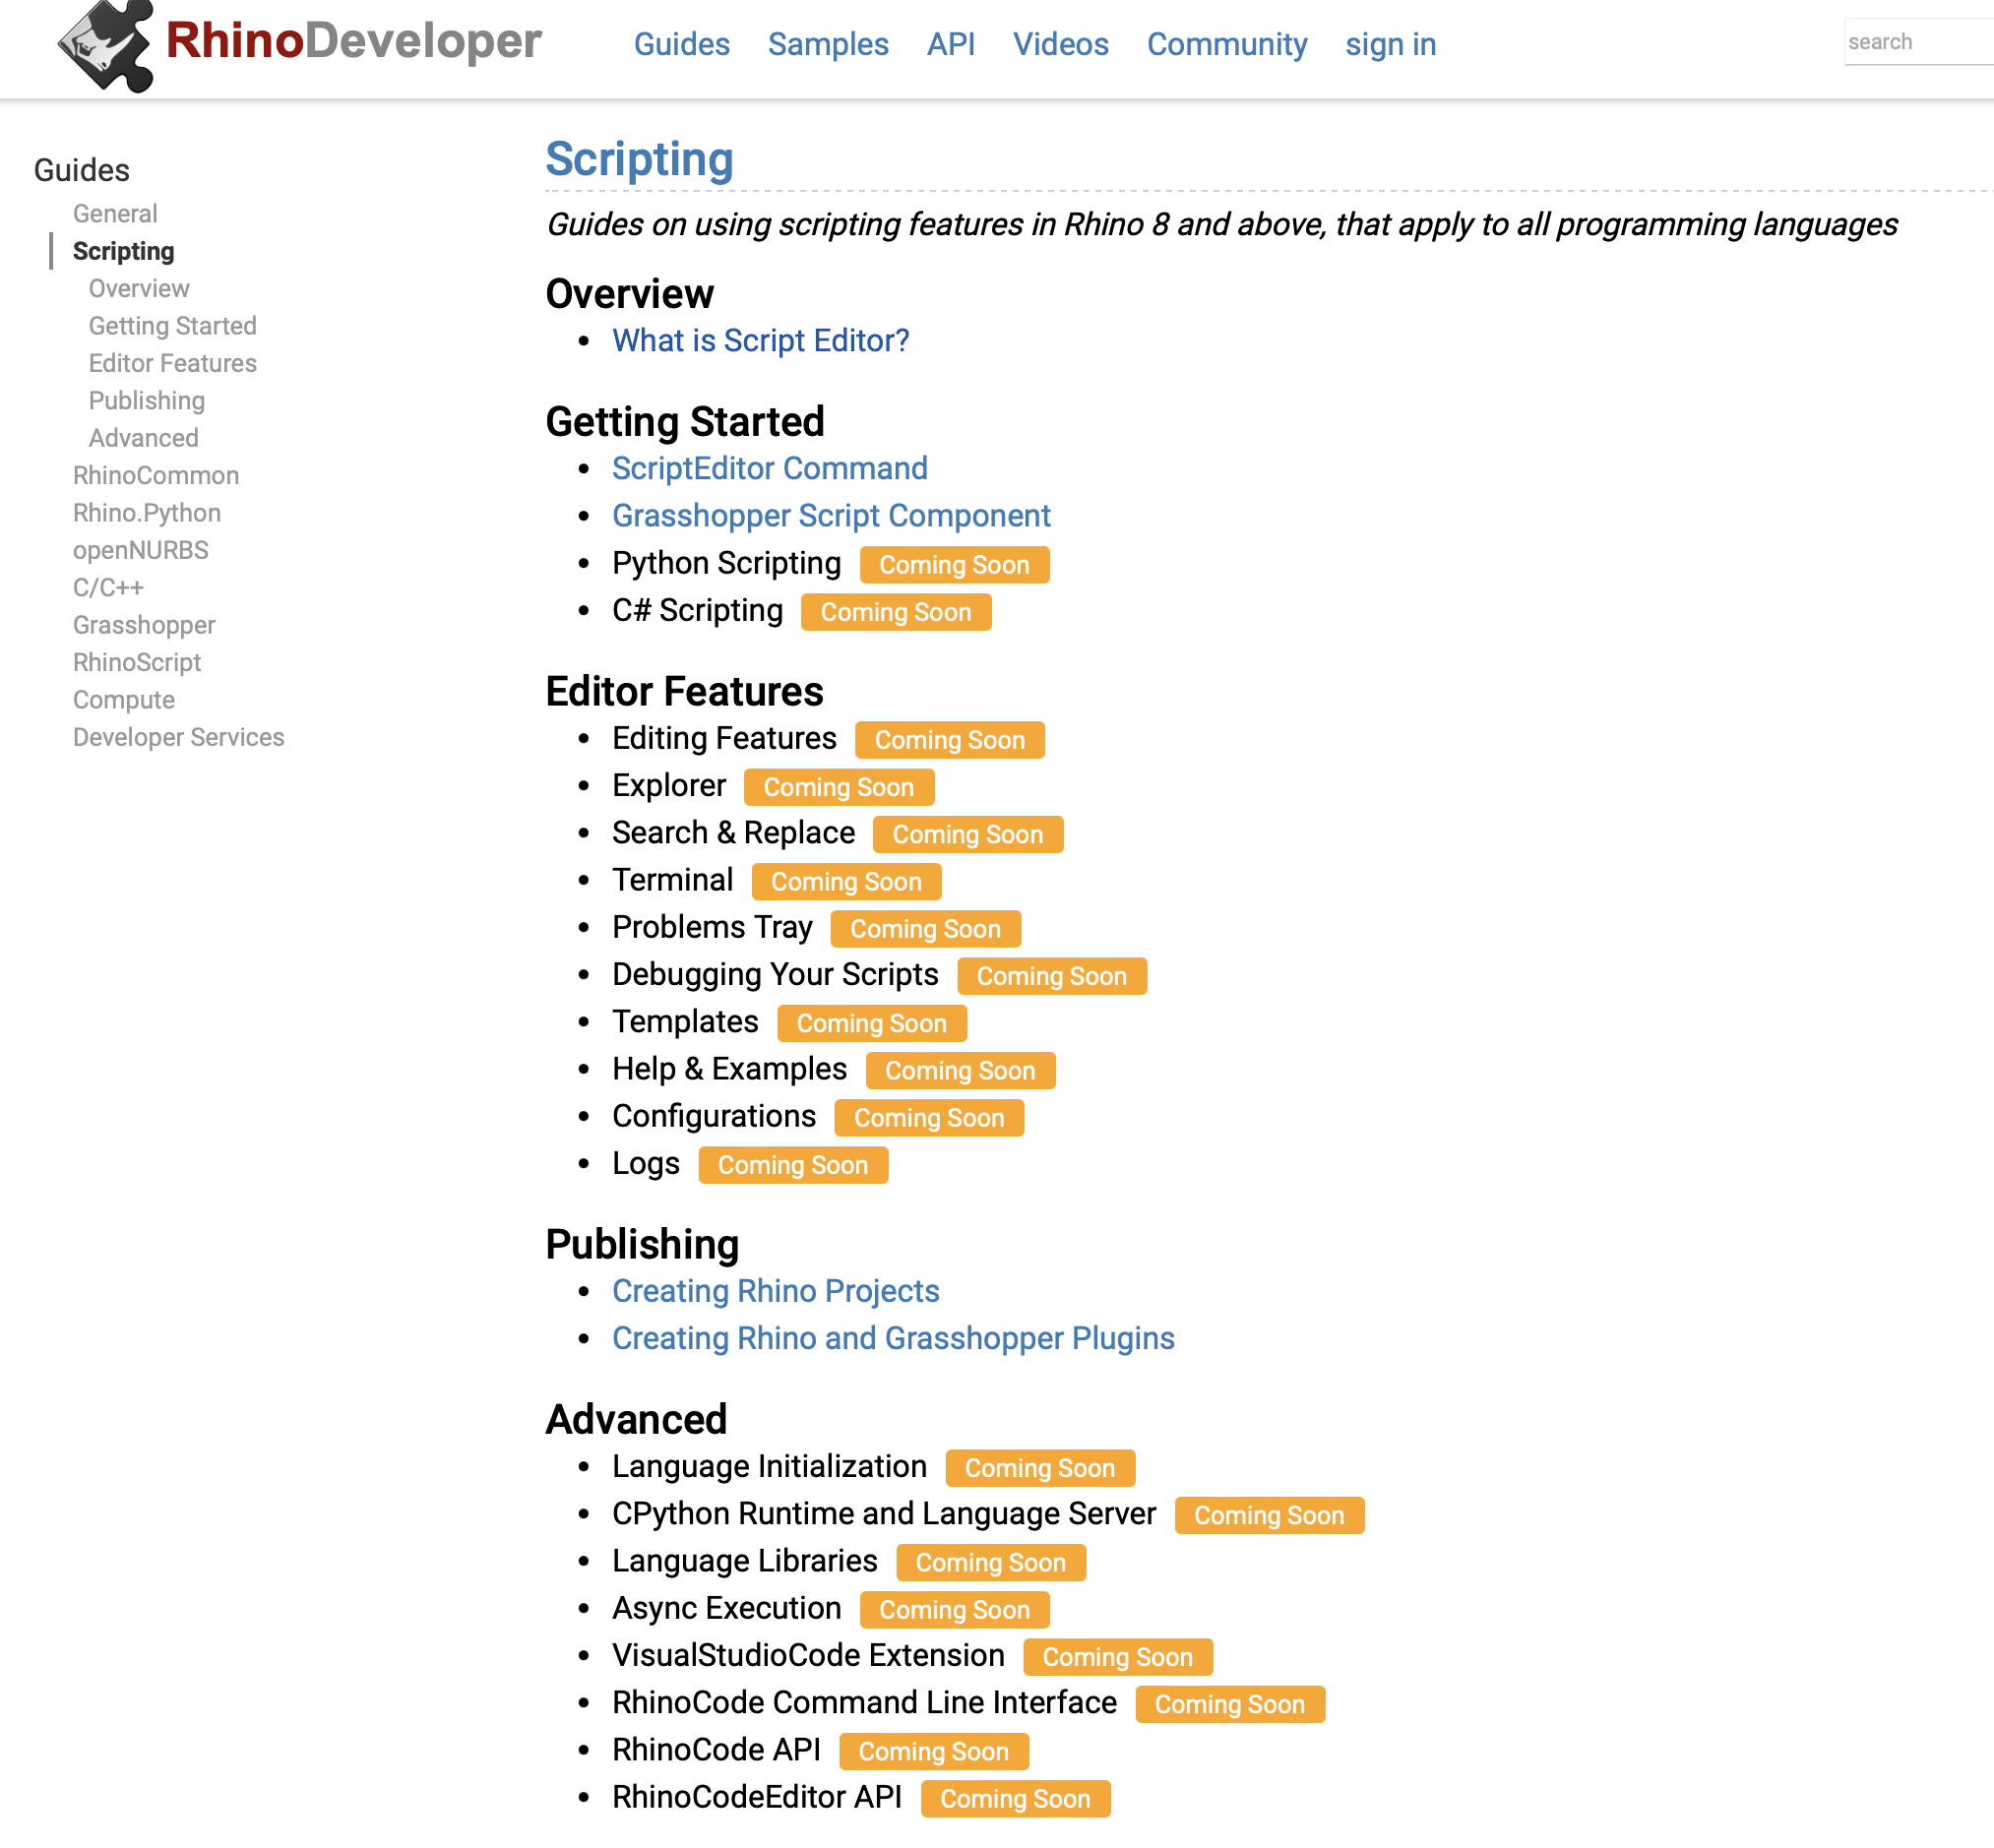 RhinoDeveloper Guides Samples API Videos Community sign in search
Guides
General
Scripting
Overview
Getting Started
Editor Features
Publishing
Advanced
RhinoCommon
Rhino.Python
openNURBS
C/C++
Grasshopper
RhinoScript
Compute
Developer Services
Scripting
Guides on using scripting features in Rhino 8 and above, that apply to all programming languages
Overview
What is Script Editor?
Getting Started
ScriptEditor Command
Grasshopper Script Component
Python Scripting Coming Soon
C# Scripting Coming Soon
Editor Features
Editing Features Coming Soon
Explorer Coming Soon
Search & Replace Coming Soon
Terminal Coming Soon
Problems Tray Coming Soon
Debugging Your Scripts Coming Soon
Templates Coming Soon
Help & Examples Coming Soon
Configurations Coming Soon
Logs Coming Soon
Publishing
Creating Rhino Projects
Creating Rhino and Grasshopper Plugins
Advanced
Language Initialization Coming Soon
CPython Runtime and Language Server Coming Soon
Language Libraries Coming Soon
Async Execution Coming Soon
VisualStudioCode Extension Coming Soon
RhinoCode Command Line Interface Coming Soon
RhinoCode API Coming Soon
RhinoCodeEditor API Coming Soon